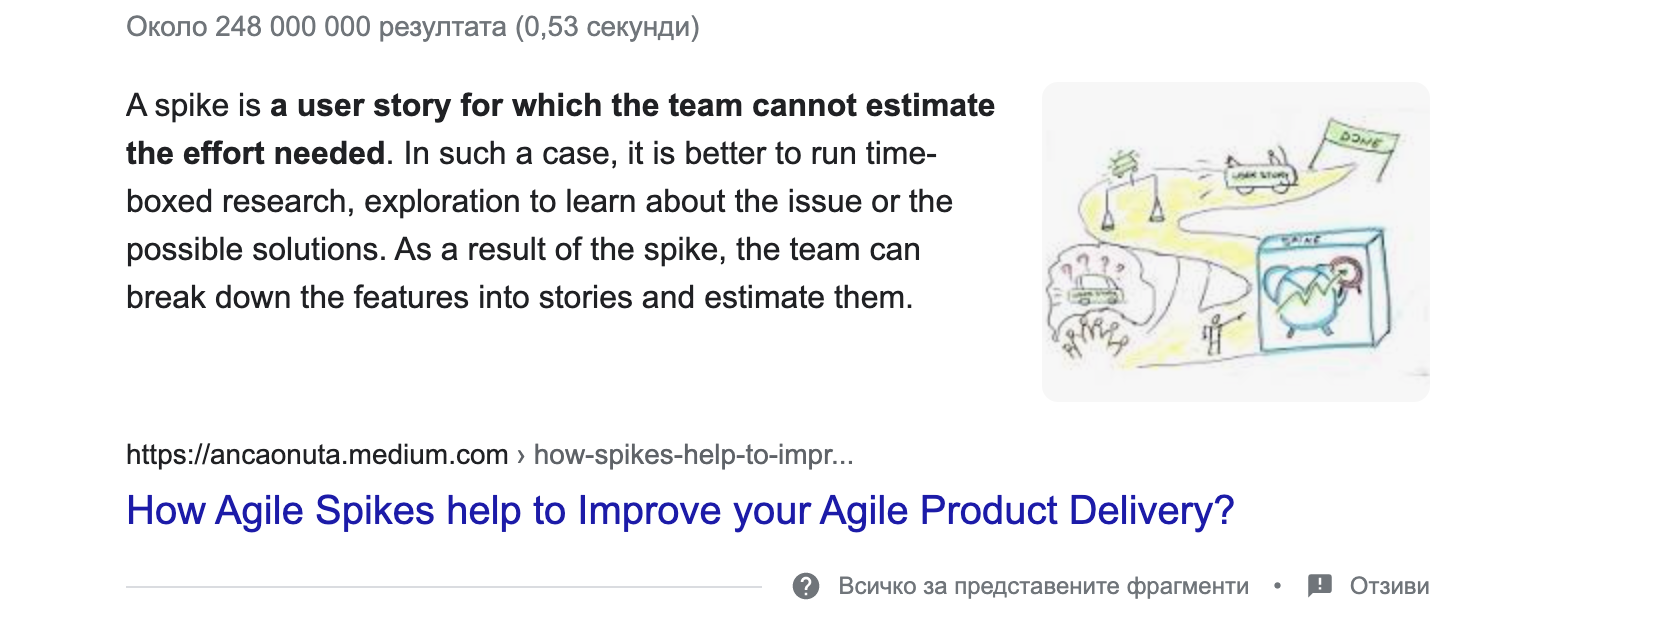 Около 248 000 000 резултата (0,53 секунди)
A spike is a user story for which the team cannot estimate
the effort needed. In such a case, it is better to run time-
boxed research, exploration to learn about the issue or the
possible solutions. As a result of the spike, the team can
break down the features into stories and estimate them.
DONE
USER STORY
SPIKE
????
https://ancaonuta.medium.com › how-spikes-help-to-impr...
How Agile Spikes help to Improve your Agile Product Delivery?
Всичко за представените фрагменти • Отзиви